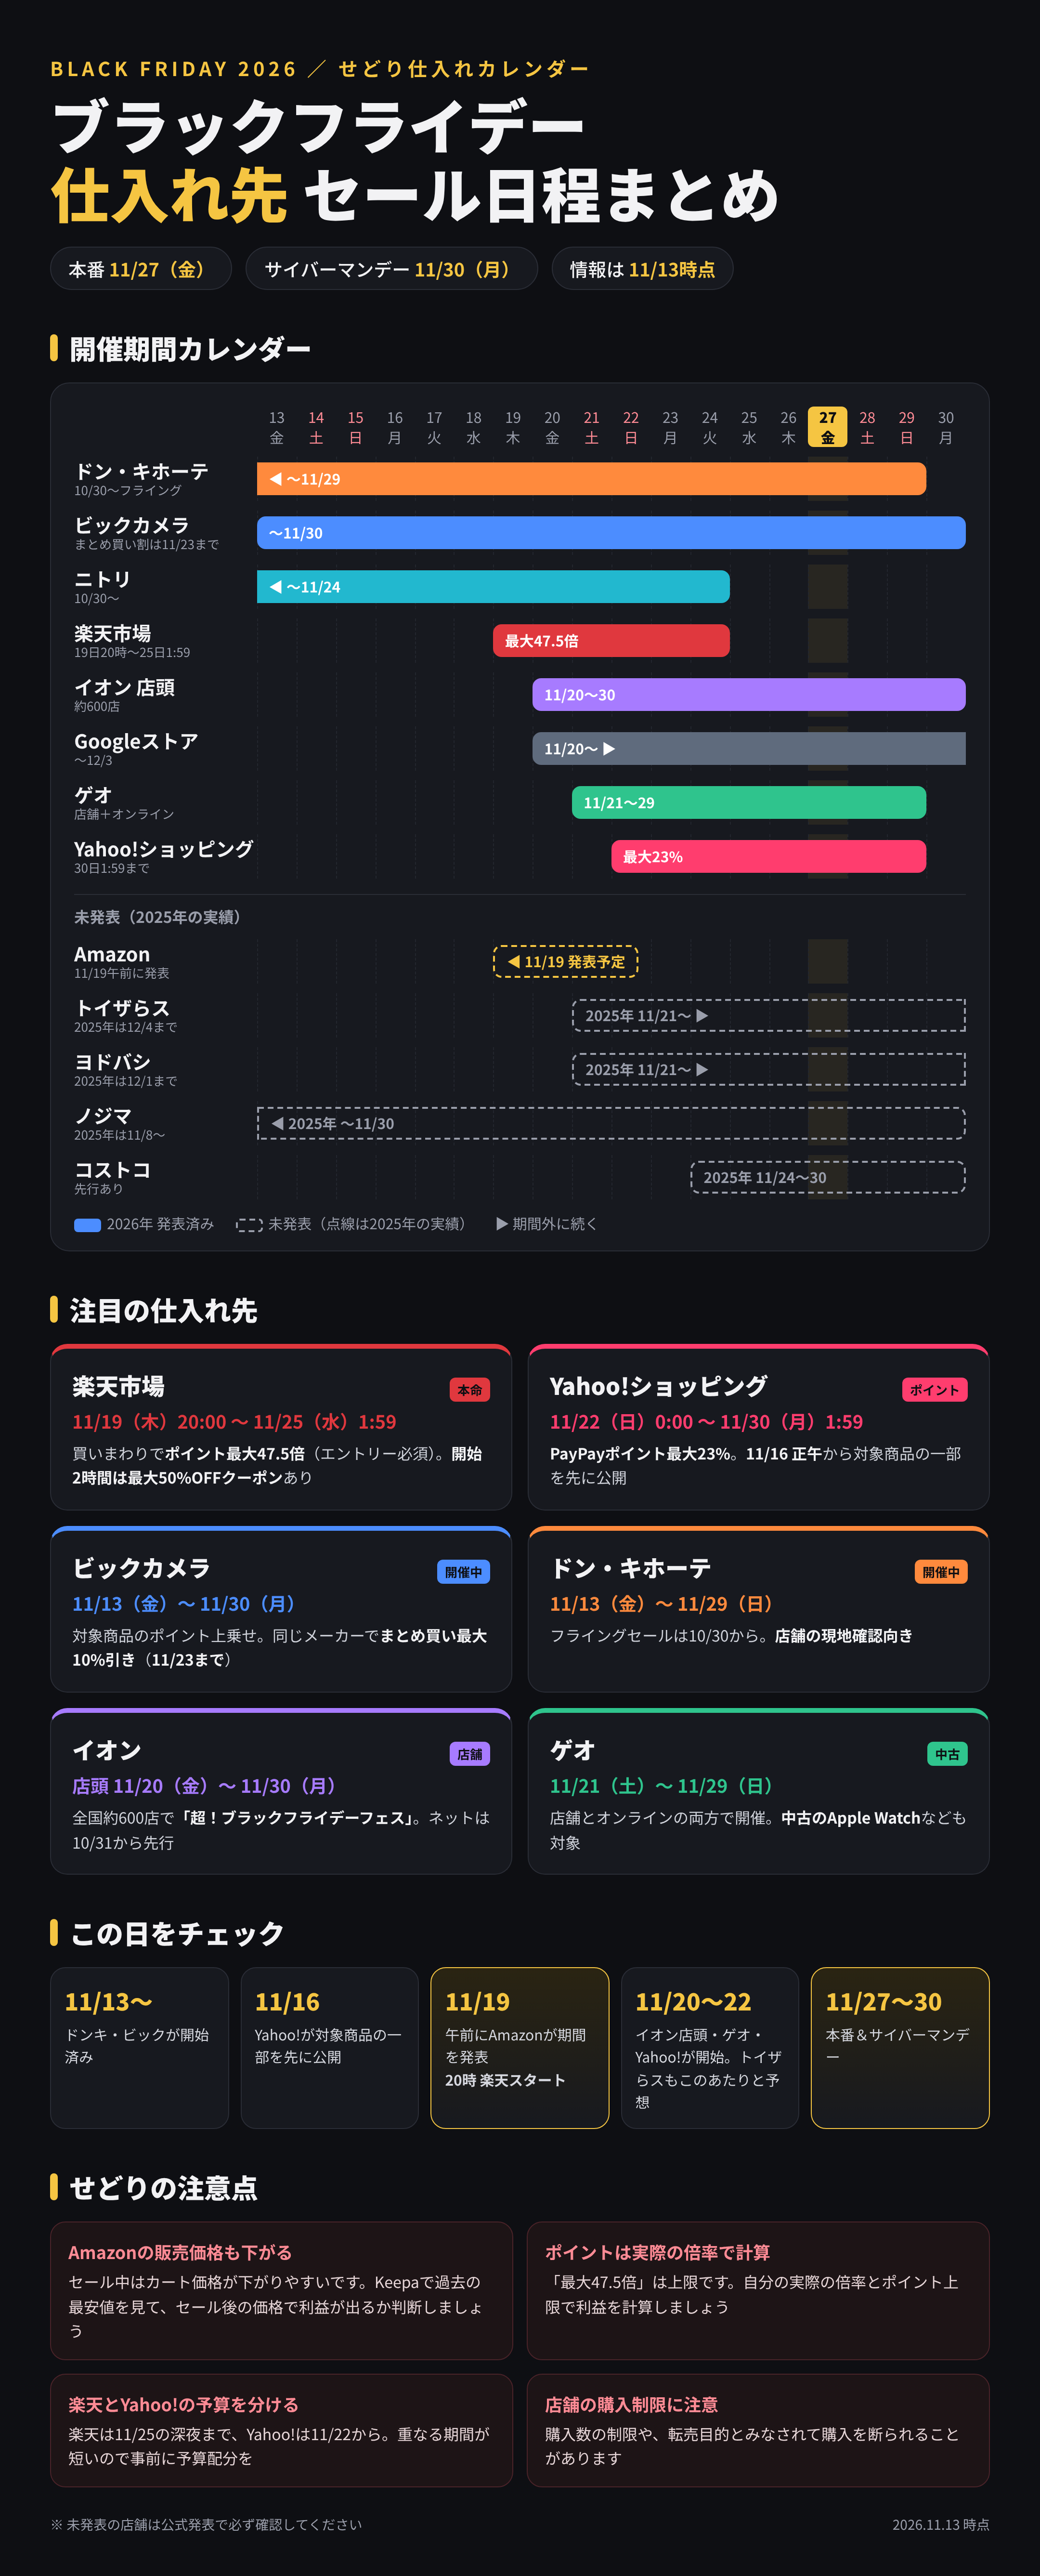 BLACK FRIDAY 2026 ／ せどり仕入れカレンダー
ブラックフライデー
仕入れ先 セール日程まとめ
本番 11/27（金）
サイバーマンデー 11/30（月）
情報は 11/13時点
開催期間カレンダー
13 14 15 16 17 18 19 20 21 22 23 24 25 26 27 28 29 30
金 土 日 月 火 水 木 金 土 日 月 火 水 木 金 土 日 月
ドン・キホーテ
10/30〜フライング
◀ 〜11/29
ビックカメラ
まとめ買い割は11/23まで
〜11/30
ニトリ
10/30〜
◀ 〜11/24
楽天市場
19日20時〜25日1:59
最大47.5倍
イオン 店頭
約600店
11/20〜30
Googleストア
〜12/3
11/20〜 ▶
ゲオ
店舗＋オンライン
11/21〜29
Yahoo!ショッピング
30日1:59まで
最大23%
未発表（2025年の実績）
Amazon
11/19午前に発表
◀ 11/19 発表予定
トイザらス
2025年は12/4まで
2025年 11/21〜 ▶
ヨドバシ
2025年は12/1まで
2025年 11/21〜 ▶
ノジマ
2025年は11/8〜
◀ 2025年 〜11/30
コストコ
先行あり
2025年 11/24〜30
2026年 発表済み
未発表（点線は2025年の実績）
▶ 期間外に続く
注目の仕入れ先
楽天市場
本命
11/19（木）20:00 〜 11/25（水）1:59
買いまわりでポイント最大47.5倍（エントリー必須）。開始
2時間は最大50%OFFクーポンあり
Yahoo!ショッピング
ポイント
11/22（日）0:00 〜 11/30（月）1:59
PayPayポイント最大23%。11/16 正午から対象商品の一部
を先に公開
ビックカメラ
開催中
11/13（金）〜 11/30（月）
対象商品のポイント上乗せ。同じメーカーでまとめ買い最大
10%引き（11/23まで）
ドン・キホーテ
開催中
11/13（金）〜 11/29（日）
フライングセールは10/30から。店舗の現地確認向き
イオン
店舗
店頭 11/20（金）〜 11/30（月）
全国約600店で「超！ブラックフライデーフェス」。ネットは
10/31から先行
ゲオ
中古
11/21（土）〜 11/29（日）
店舗とオンラインの両方で開催。中古のApple Watchなども
対象
この日をチェック
11/13〜
ドンキ・ビックが開始
済み
11/16
Yahoo!が対象商品の一
部を先に公開
11/19
午前にAmazonが期間
を発表
20時 楽天スタート
11/20〜22
イオン店頭・ゲオ・
Yahoo!が開始。トイザ
らスもこのあたりと予
想
11/27〜30
本番＆サイバーマンデ
ー
せどりの注意点
Amazonの販売価格も下がる
セール中はカート価格が下がりやすいです。Keepaで過去の
最安値を見て、セール後の価格で利益が出るか判断しましょ
う
ポイントは実際の倍率で計算
「最大47.5倍」は上限です。自分の実際の倍率とポイント上
限で利益を計算しましょう
楽天とYahoo!の予算を分ける
楽天は11/25の深夜まで、Yahoo!は11/22から。重なる期間が
短いので事前に予算配分を
店舗の購入制限に注意
購入数の制限や、転売目的とみなされて購入を断られること
があります
※ 未発表の店舗は公式発表で必ず確認してください
2026.11.13 時点